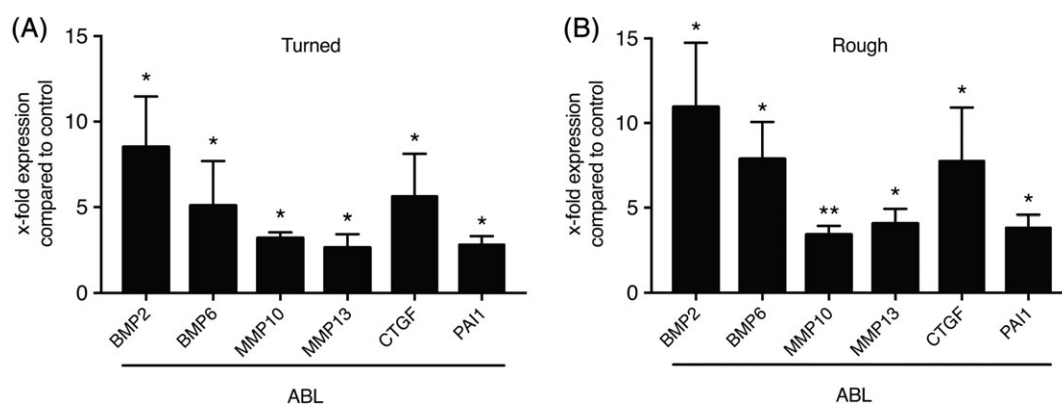 (A)
Turned
x-fold expression
compared to control
15
10
5
0
*
*
*
*
*
*
BMP2
BMP6
MMP10
MMP13
CTGF
PAI1
ABL
(B)
Rough
x-fold expression
compared to control
15
10
5
0
*
*
**
*
*
*
BMP2
BMP6
MMP10
MMP13
CTGF
PAI1
ABL